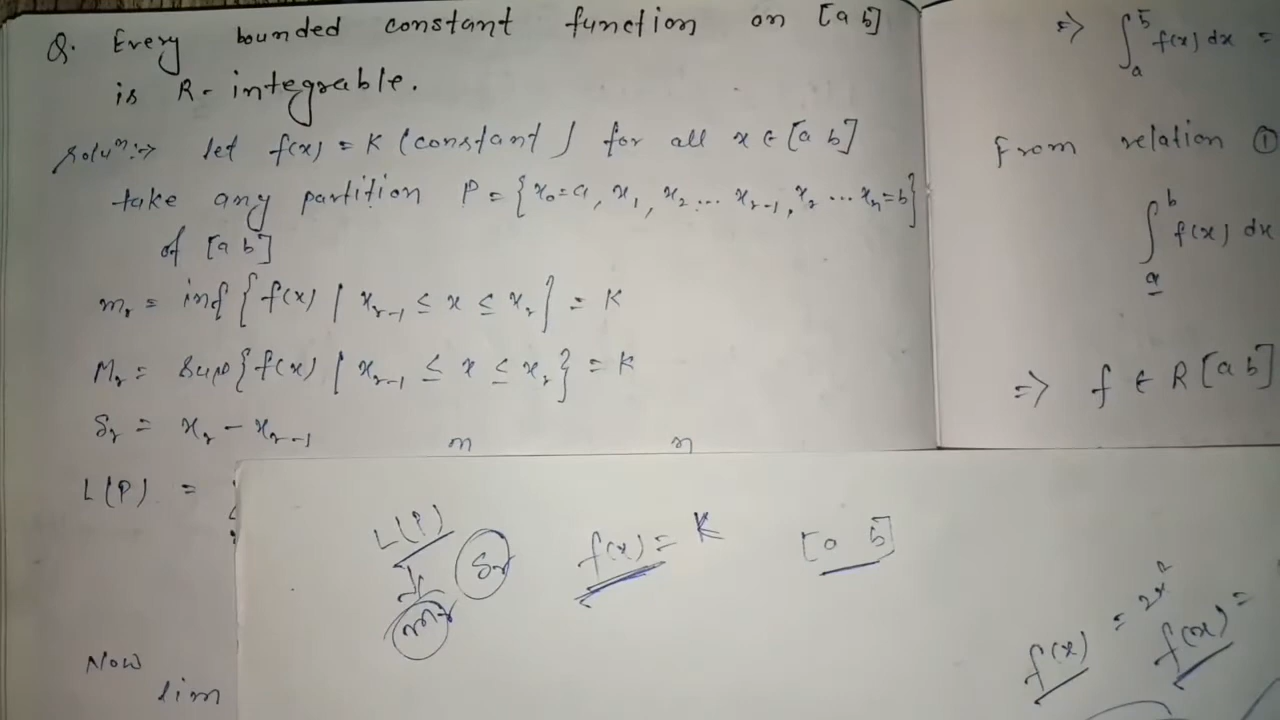 Q. Every bounded constant function on [a b]
is R-integrable.
Soluⁿ:→ let f(x) = K (constant) for all x ∈ [a b]
take any partition P = {x₀=a, x₁, x₂ ... xᵣ₋₁, xᵣ ... xₙ=b}
of [a b]
mᵣ = inf { f(x) | xᵣ₋₁ ≤ x ≤ xᵣ } = K
Mᵣ = Sup { f(x) | xᵣ₋₁ ≤ x ≤ xᵣ } = K
δᵣ = xᵣ - xᵣ₋₁
n n
L(P) =
Now
lim
L(P)
δᵣ
mᵣ
f(x) = K [a b]
f(x) = 2x²
f(x) =
=> ∫ₐᵇ f(x) dx =
From relation ①
∫ₐᵇ f(x) dx
=> f ∈ R [a b]